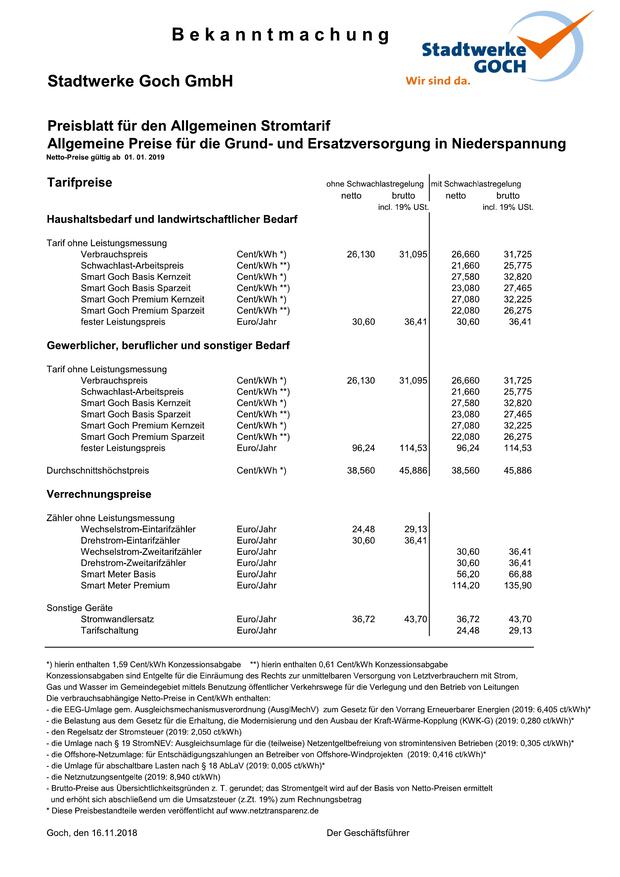 Bekanntmachung
Stadtwerke
GOCH
Wir sind da.
Stadtwerke Goch GmbH
Preisblatt für den Allgemeinen Stromtarif
Allgemeine Preise für die Grund- und Ersatzversorgung in Niederspannung
Netto-Preise gültig ab 01. 01. 2019
Tarifpreise ohne Schwachlastregelung mit Schwachlastregelung
netto brutto netto brutto
incl. 19% USt. incl. 19% USt.
Haushaltsbedarf und landwirtschaftlicher Bedarf
Tarif ohne Leistungsmessung
Verbrauchspreis Cent/kWh *) 26,130 31,095 26,660 31,725
Schwachlast-Arbeitspreis Cent/kWh **) 21,660 25,775
Smart Goch Basis Kernzeit Cent/kWh *) 27,580 32,820
Smart Goch Basis Sparzeit Cent/kWh **) 23,080 27,465
Smart Goch Premium Kernzeit Cent/kWh *) 27,080 32,225
Smart Goch Premium Sparzeit Cent/kWh **) 22,080 26,275
fester Leistungspreis Euro/Jahr 30,60 36,41 30,60 36,41
Gewerblicher, beruflicher und sonstiger Bedarf
Tarif ohne Leistungsmessung
Verbrauchspreis Cent/kWh *) 26,130 31,095 26,660 31,725
Schwachlast-Arbeitspreis Cent/kWh **) 21,660 25,775
Smart Goch Basis Kernzeit Cent/kWh *) 27,580 32,820
Smart Goch Basis Sparzeit Cent/kWh **) 23,080 27,465
Smart Goch Premium Kernzeit Cent/kWh *) 27,080 32,225
Smart Goch Premium Sparzeit Cent/kWh **) 22,080 26,275
fester Leistungspreis Euro/Jahr 96,24 114,53 96,24 114,53
Durchschnittshöchstpreis Cent/kWh *) 38,560 45,886 38,560 45,886
Verrechnungspreise
Zähler ohne Leistungsmessung
Wechselstrom-Eintarifzähler Euro/Jahr 24,48 29,13
Drehstrom-Eintarifzähler Euro/Jahr 30,60 36,41
Wechselstrom-Zweitarifzähler Euro/Jahr 30,60 36,41
Drehstrom-Zweitarifzähler Euro/Jahr 30,60 36,41
Smart Meter Basis Euro/Jahr 56,20 66,88
Smart Meter Premium Euro/Jahr 114,20 135,90
Sonstige Geräte
Stromwandlersatz Euro/Jahr 36,72 43,70 36,72 43,70
Tarifschaltung Euro/Jahr 24,48 29,13
*) hierin enthalten 1,59 Cent/kWh Konzessionsabgabe **) hierin enthalten 0,61 Cent/kWh Konzessionsabgabe
Konzessionsabgaben sind Entgelte für die Einräumung des Rechts zur unmittelbaren Versorgung von Letztverbrauchern mit Strom,
Gas und Wasser im Gemeindegebiet mittels Benutzung öffentlicher Verkehrswege für die Verlegung und den Betrieb von Leitungen
Die verbrauchsabhängige Netto-Preise in Cent/kWh enthalten:
- die EEG-Umlage gem. Ausgleichsmechanismusverordnung (AusglMechV) zum Gesetz für den Vorrang Erneuerbarer Energien (2019: 6,405 ct/kWh)*
- die Belastung aus dem Gesetz für die Erhaltung, die Modernisierung und den Ausbau der Kraft-Wärme-Kopplung (KWK-G) (2019: 0,280 ct/kWh)*
- den Regelsatz der Stromsteuer (2019: 2,050 ct/kWh)
- die Umlage nach § 19 StromNEV: Ausgleichsumlage für die (teilweise) Netzentgeltbefreiung von stromintensiven Betrieben (2019: 0,305 ct/kWh)*
- die Offshore-Netzumlage: für Entschädigungszahlungen an Betreiber von Offshore-Windprojekten (2019: 0,416 ct/kWh)*
- die Umlage für abschaltbare Lasten nach § 18 AbLaV (2019: 0,005 ct/kWh)*
- die Netznutzungsentgelte (2019: 8,940 ct/kWh)
- Brutto-Preise aus Übersichtlichkeitsgründen z. T. gerundet; das Stromentgelt wird auf der Basis von Netto-Preisen ermittelt
und erhöht sich abschließend um die Umsatzsteuer (z.Zt. 19%) zum Rechnungsbetrag
* Diese Preisbestandteile werden veröffentlicht auf www.netztransparenz.de
Goch, den 16.11.2018 Der Geschäftsführer